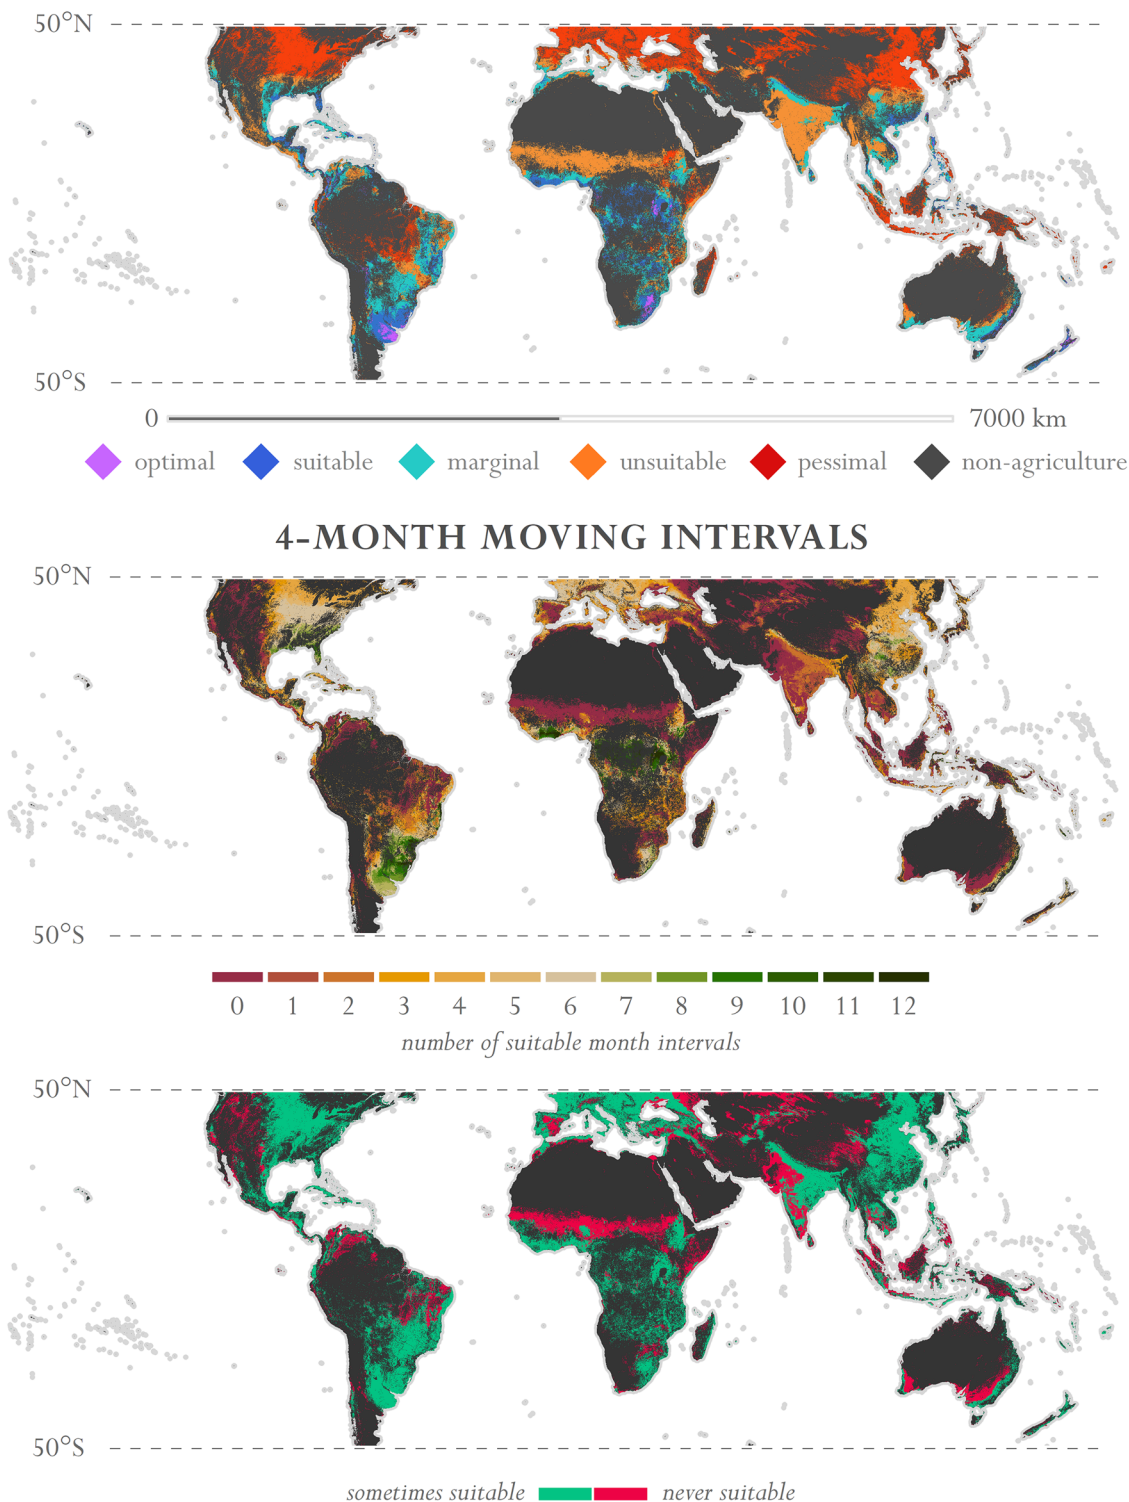 50°N
50°S
0 7000 km
optimal suitable marginal unsuitable pessimal non-agriculture
4-MONTH MOVING INTERVALS
50°N
50°S
0 1 2 3 4 5 6 7 8 9 10 11 12
number of suitable month intervals
50°N
50°S
sometimes suitable never suitable